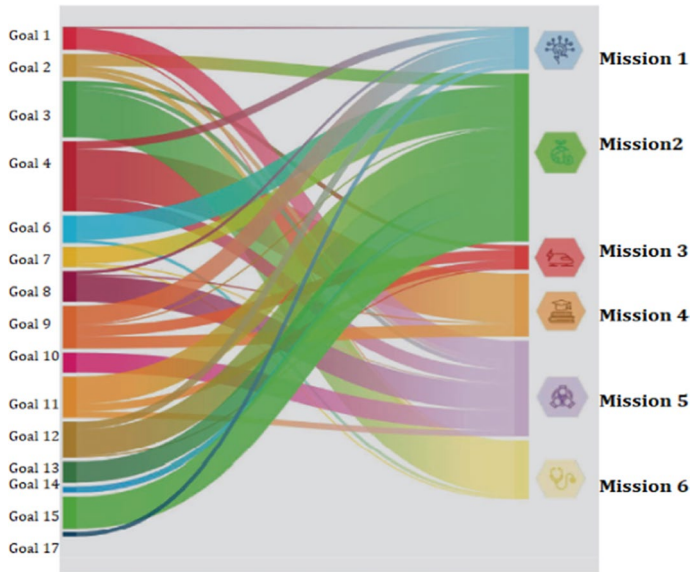 Goal 1
Goal 2
Goal 3
Goal 4
Goal 6
Goal 7
Goal 8
Goal 9
Goal 10
Goal 11
Goal 12
Goal 13
Goal 14
Goal 15
Goal 17
Mission 1
Mission2
Mission 3
Mission 4
Mission 5
Mission 6